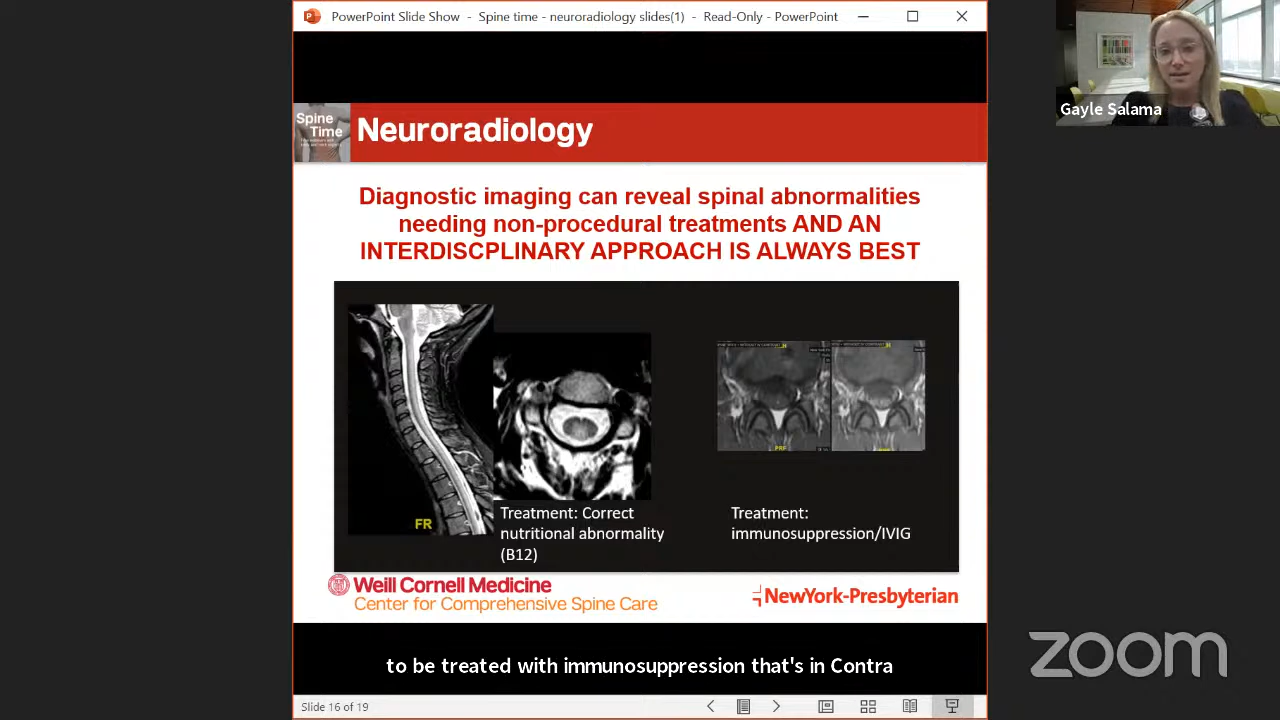 PowerPoint Slide Show - Spine time - neuroradiology slides(1) - Read-Only - PowerPoint
Gayle Salama
Spine
Time
Neuroradiology
Diagnostic imaging can reveal spinal abnormalities
needing non-procedural treatments AND AN
INTERDISCPLINARY APPROACH IS ALWAYS BEST
FR
Treatment: Correct
nutritional abnormality
(B12)
Treatment:
immunosuppression/IVIG
Weill Cornell Medicine
Center for Comprehensive Spine Care
NewYork-Presbyterian
to be treated with immunosuppression that's in Contra
zoom
Slide 16 of 19